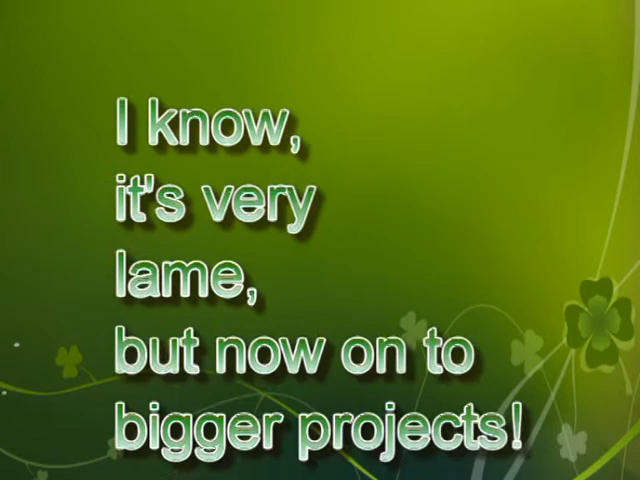 I know,
it's very
lame,
but now on to
bigger projects!